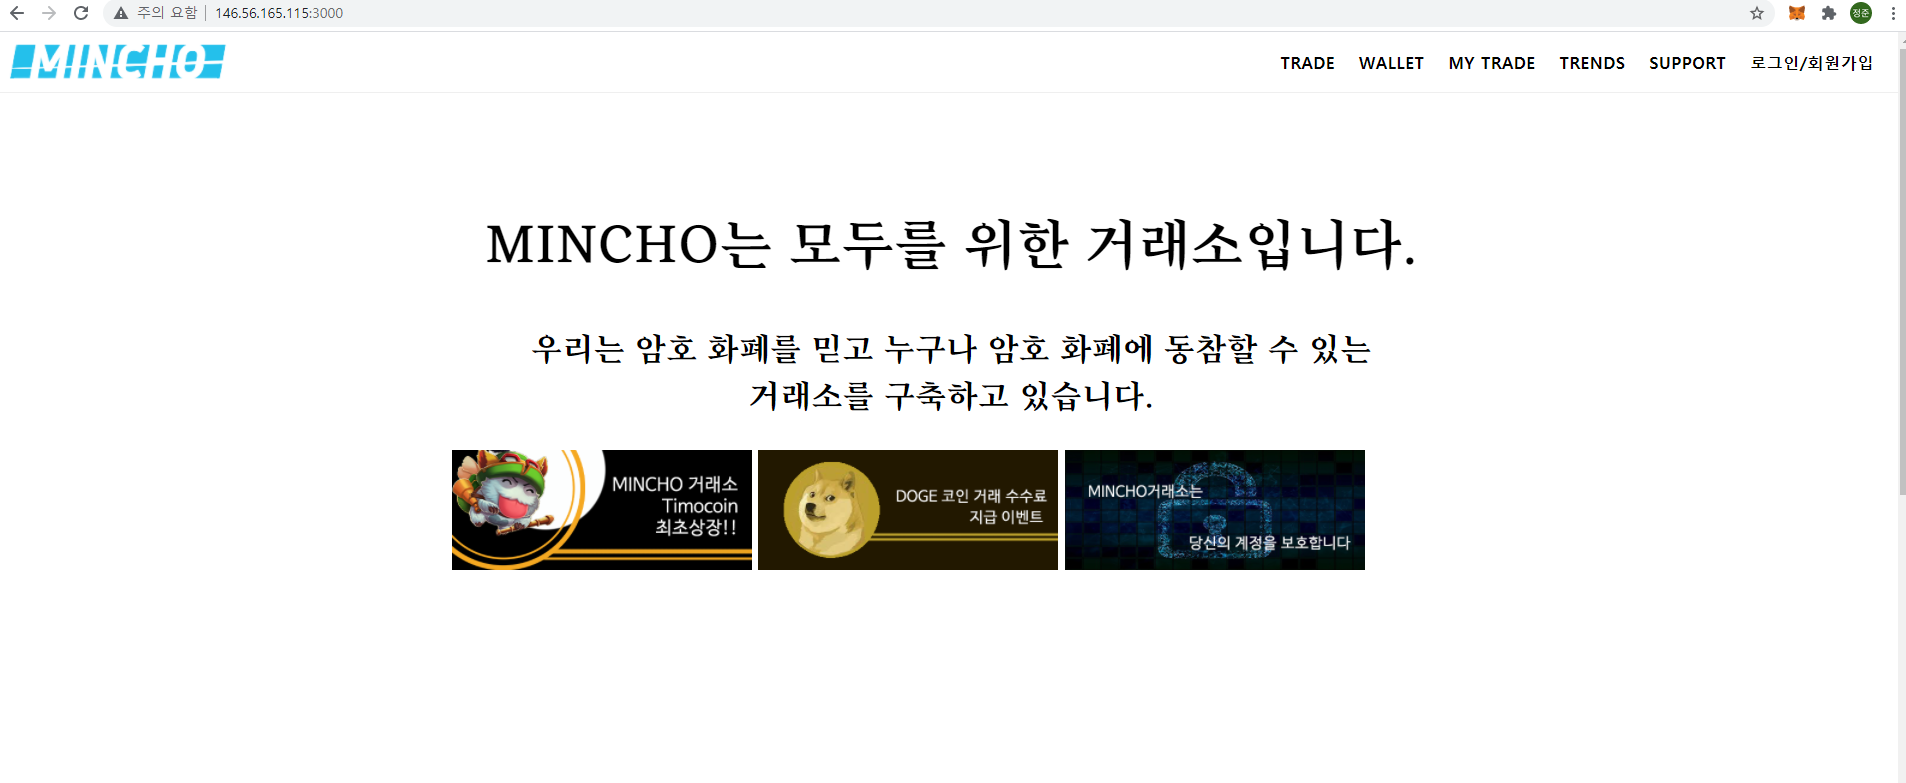 주의 요함 146.56.165.115:3000
정준
MINCHO
TRADE WALLET MY TRADE TRENDS SUPPORT 로그인/회원가입
MINCHO는 모두를 위한 거래소입니다.
우리는 암호 화폐를 믿고 누구나 암호 화폐에 동참할 수 있는
거래소를 구축하고 있습니다.
MINCHO 거래소
Timocoin
최초상장!!
DOGE 코인 거래 수수료
지급 이벤트
MINCHO거래소는
당신의 계정을 보호합니다